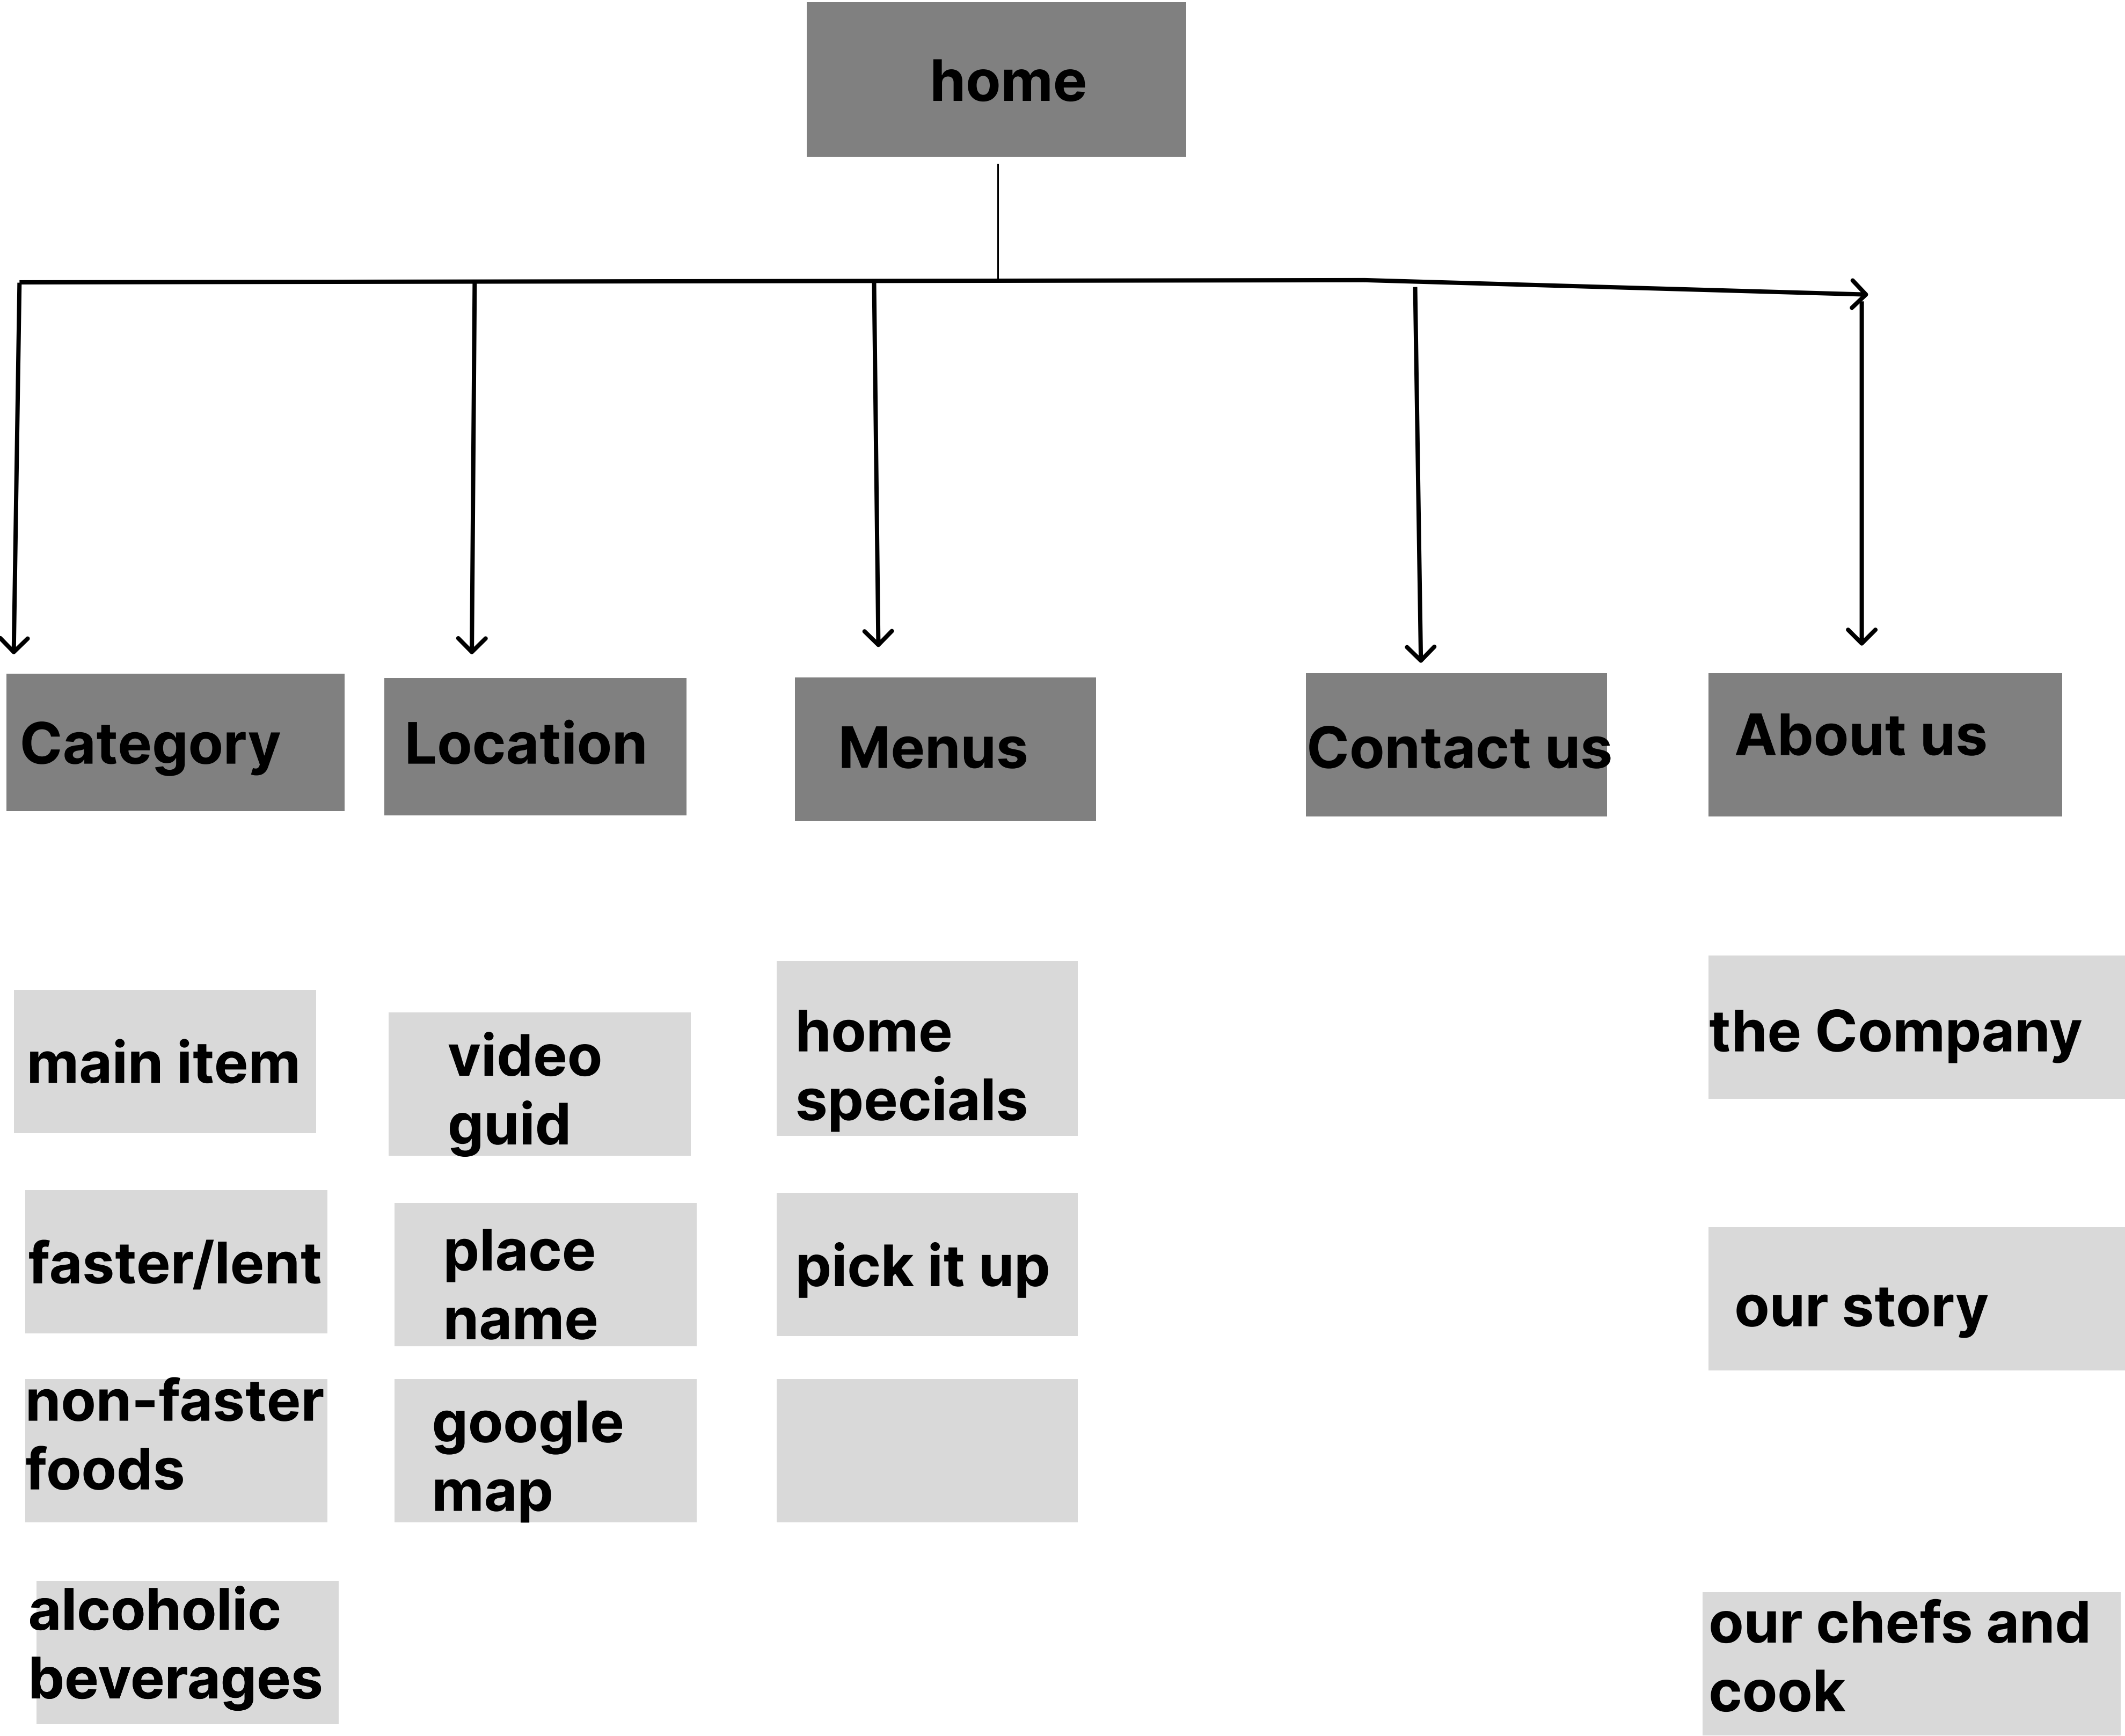 home
Category
Location
Menus
Contact us
About us
main item
faster/lent
non-faster
foods
alcoholic
beverages
video
guid
place
name
google
map
home
specials
pick it up
the Company
our story
our chefs and
cook